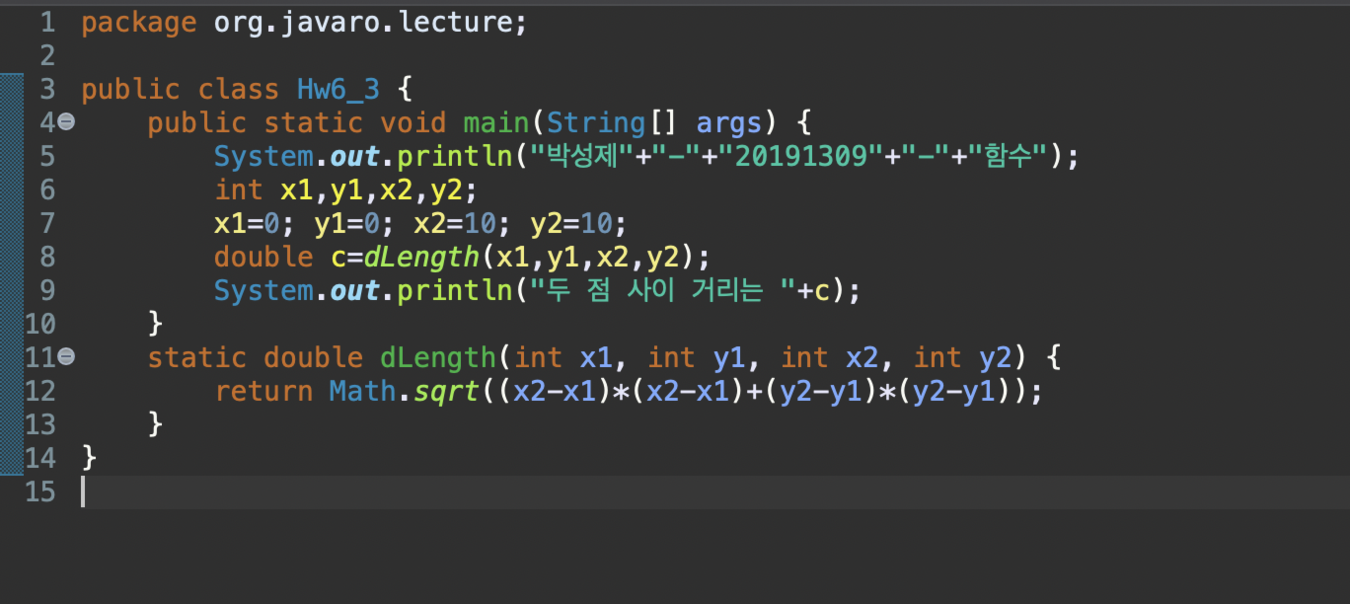 1 package org.javaro.lecture;
2
3 public class Hw6_3 {
4 public static void main(String[] args) {
5 System.out.println("박성제"+"-"+"20191309"+"-"+"함수");
6 int x1,y1,x2,y2;
7 x1=0; y1=0; x2=10; y2=10;
8 double c=dLength(x1,y1,x2,y2);
9 System.out.println("두 점 사이 거리는 "+c);
10 }
11 static double dLength(int x1, int y1, int x2, int y2) {
12 return Math.sqrt((x2-x1)*(x2-x1)+(y2-y1)*(y2-y1));
13 }
14 }
15